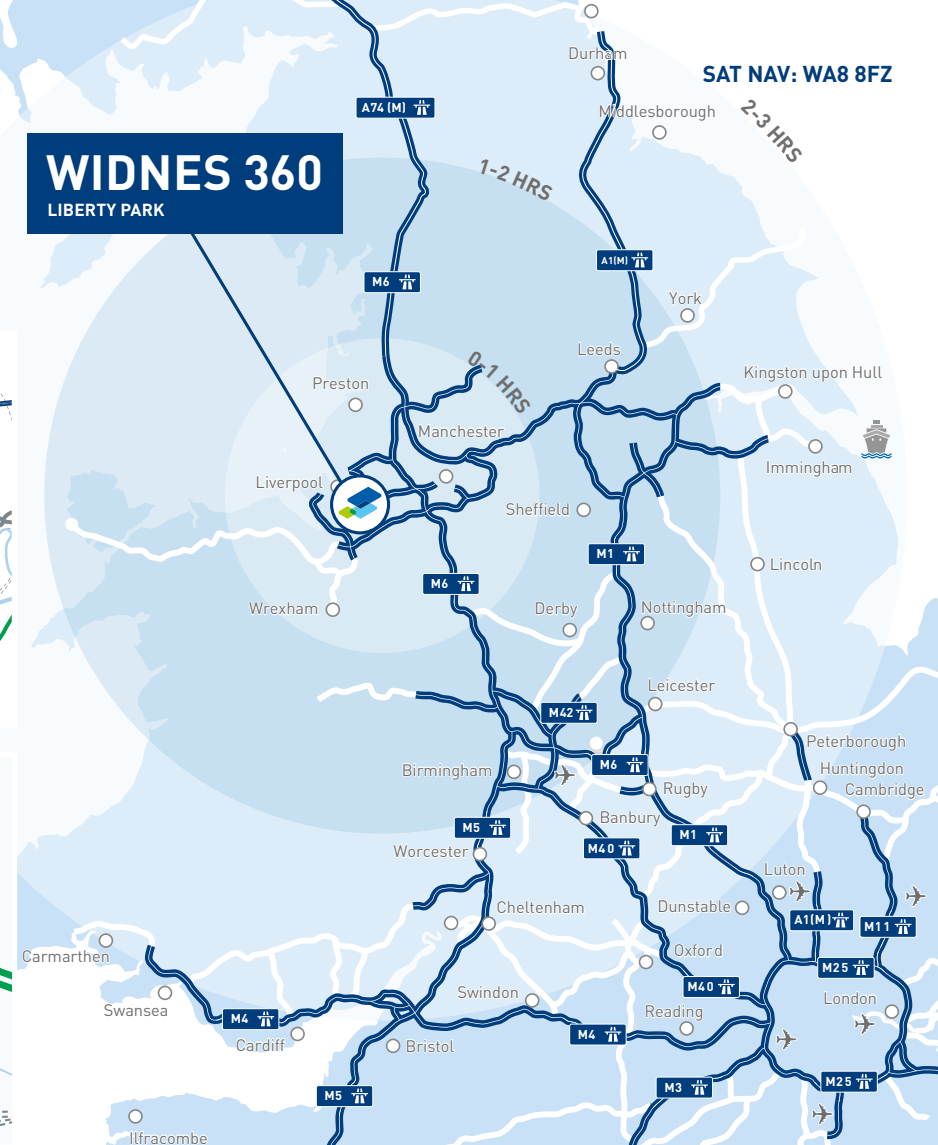 Durham
SAT NAV: WA8 8FZ
A74 (M)
Middlesborough
2-3 HRS
WIDNES 360
LIBERTY PARK
1-2 HRS
A1(M)
M6
York
Leeds
0-1 HRS
Preston
Kingston upon Hull
Manchester
Immingham
Liverpool
Sheffield
M1
Lincoln
M6
Wrexham
Derby
Nottingham
Leicester
M42
Peterborough
M6
Birmingham
Huntingdon
Rugby
Cambridge
Banbury
M5
M1
M40
Worcester
Luton
Cheltenham
Dunstable
A1(M)
M11
Carmarthen
Oxford
M25
M40
Swindon
London
Swansea
Reading
M4
M4
Cardiff
Bristol
M25
M3
M5
Ilfracombe